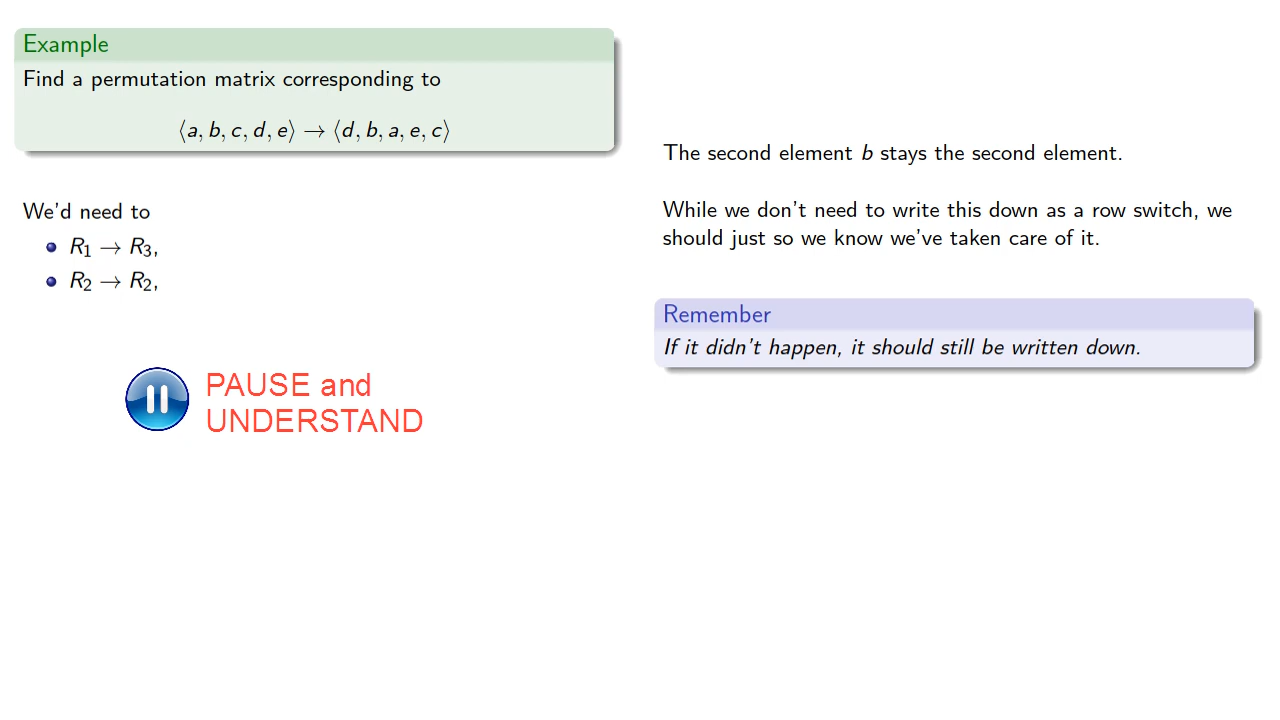 Example
Find a permutation matrix corresponding to
⟨a, b, c, d, e⟩ → ⟨d, b, a, e, c⟩
We'd need to
R₁ → R₃,
R₂ → R₂,
PAUSE and
UNDERSTAND
The second element b stays the second element.
While we don't need to write this down as a row switch, we
should just so we know we've taken care of it.
Remember
If it didn't happen, it should still be written down.